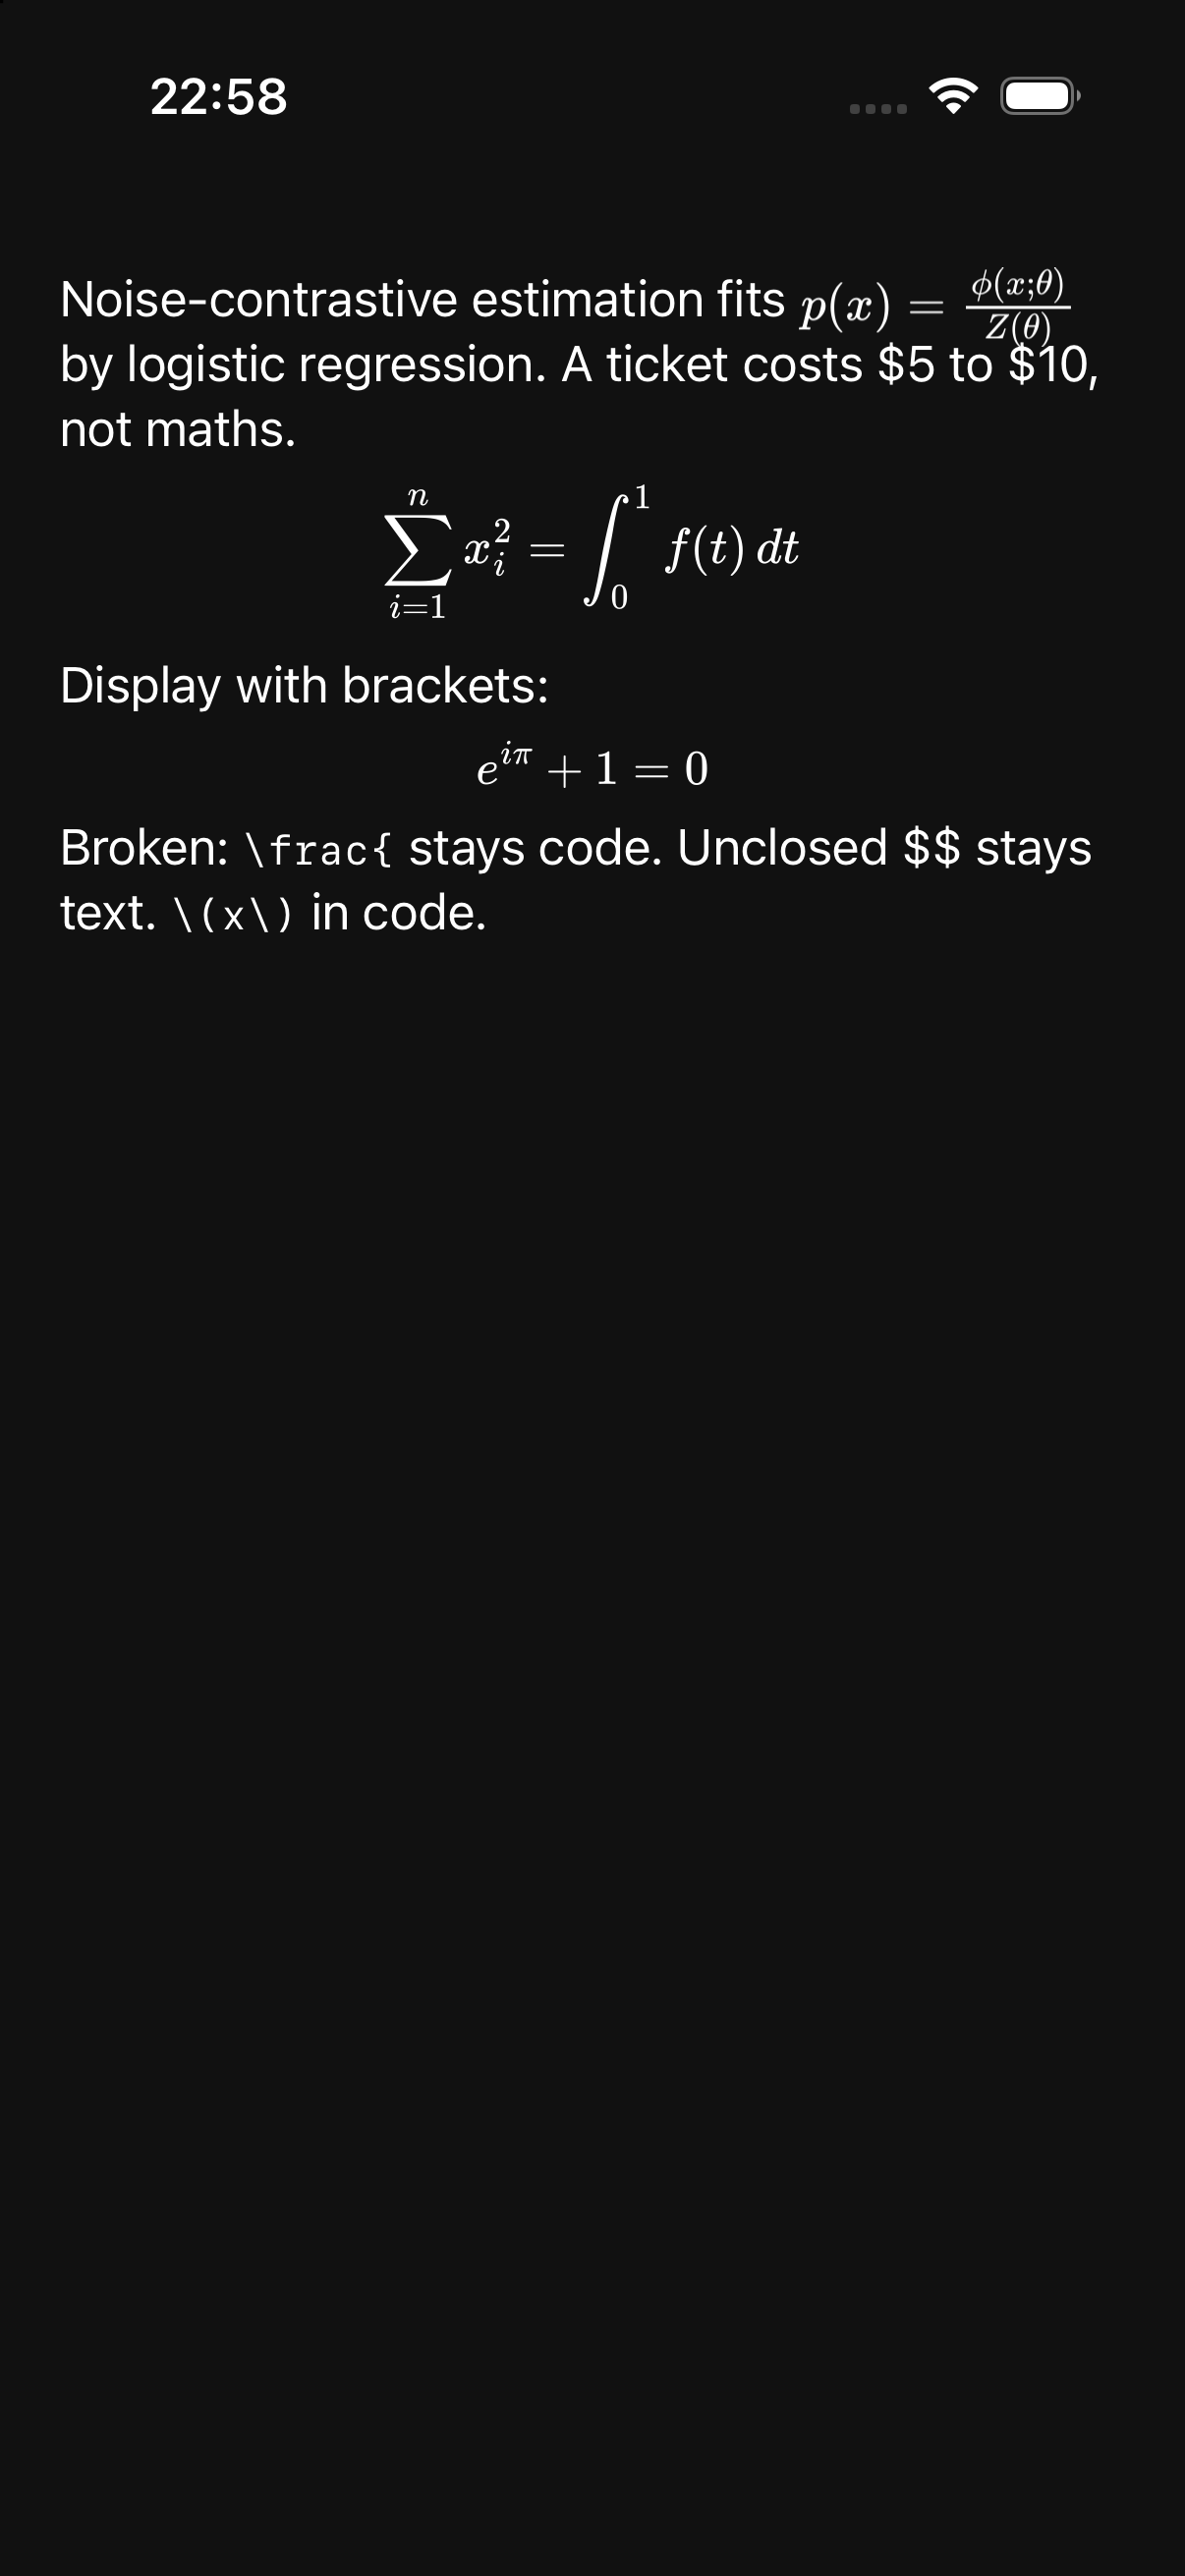 22:58
Noise-contrastive estimation fits p(x) = ϕ(x;θ)/Z(θ)
by logistic regression. A ticket costs $5 to $10,
not maths.
∑_{i=1}^{n} x_i^2 = ∫_0^1 f(t) dt
Display with brackets:
e^{iπ} + 1 = 0
Broken: \frac{ stays code. Unclosed $$ stays
text. \(x\) in code.